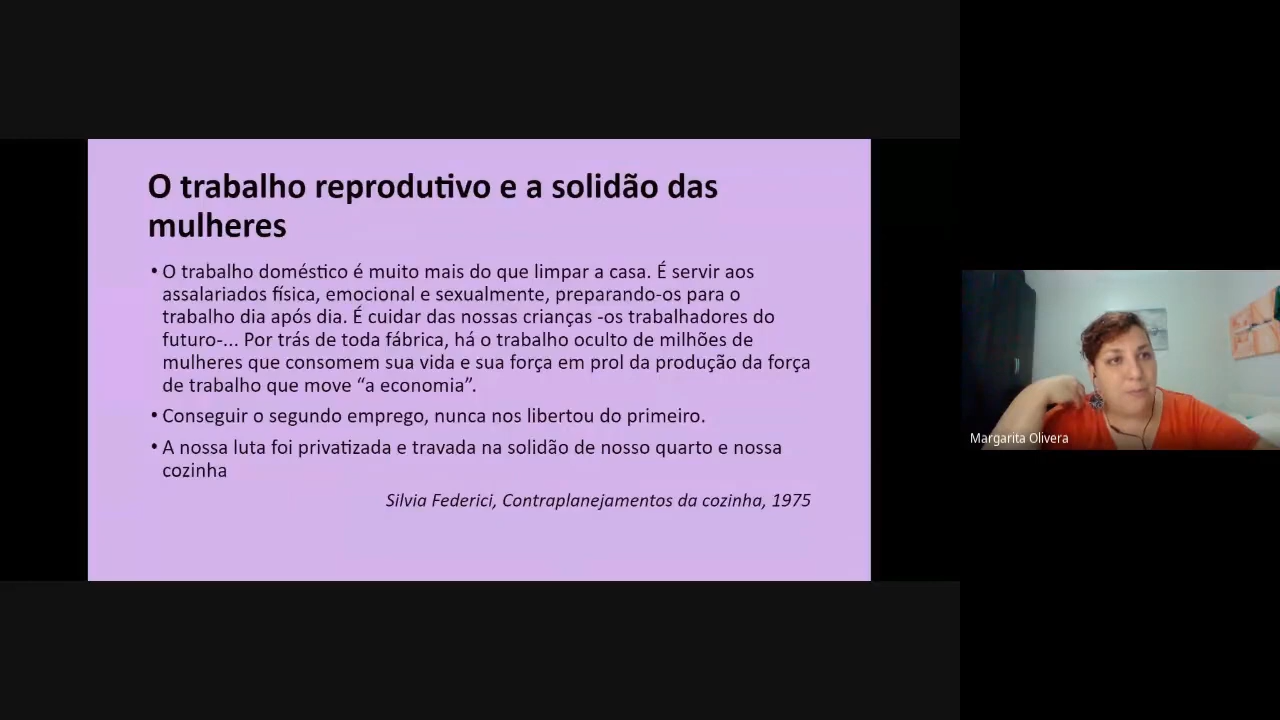 O trabalho reprodutivo e a solidão das
mulheres
• O trabalho doméstico é muito mais do que limpar a casa. É servir aos
assalariados física, emocional e sexualmente, preparando-os para o
trabalho dia após dia. É cuidar das nossas crianças -os trabalhadores do
futuro-... Por trás de toda fábrica, há o trabalho oculto de milhões de
mulheres que consomem sua vida e sua força em prol da produção da força
de trabalho que move “a economia”.
• Conseguir o segundo emprego, nunca nos libertou do primeiro.
• A nossa luta foi privatizada e travada na solidão de nosso quarto e nossa
cozinha
Silvia Federici, Contraplanejamentos da cozinha, 1975
Margarita Olivera